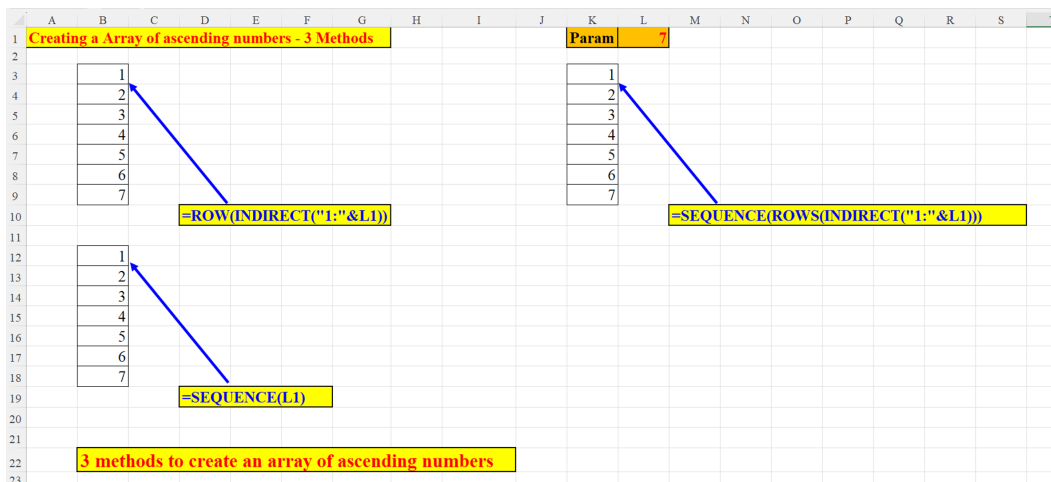 A B C D E F G H I J K L M N O P Q R S
1 Creating a Array of ascending numbers - 3 Methods Param 7
2
3 1 1
4 2 2
5 3 3
6 4 4
7 5 5
8 6 6
9 7 7
10 =ROW(INDIRECT("1:"&L1)) =SEQUENCE(ROWS(INDIRECT("1:"&L1)))
11
12 1
13 2
14 3
15 4
16 5
17 6
18 7
19 =SEQUENCE(L1)
20
21
22 3 methods to create an array of ascending numbers
23